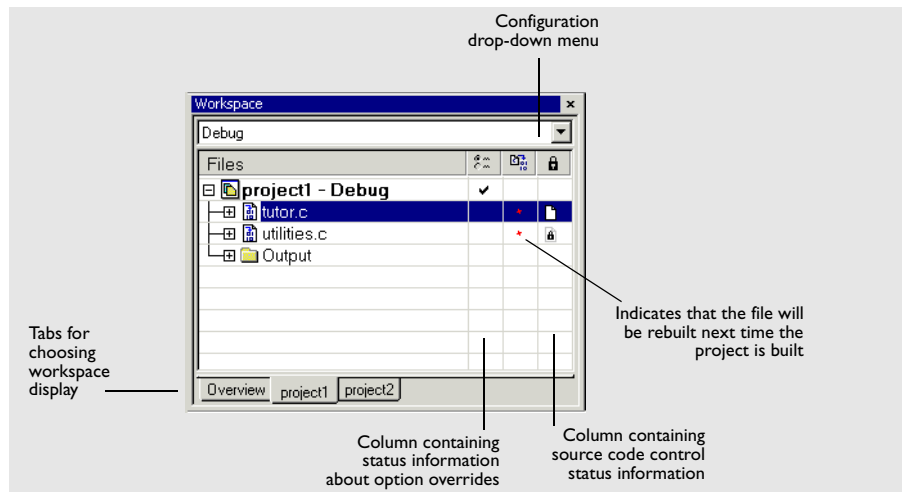 Configuration
drop-down menu
Workspace
Debug
Files
project1 - Debug
tutor.c
utilities.c
Output
Indicates that the file will
be rebuilt next time the
project is built
Tabs for
choosing
workspace
display
Overview project1 project2
Column containing
status information
about option overrides
Column containing
source code control
status information